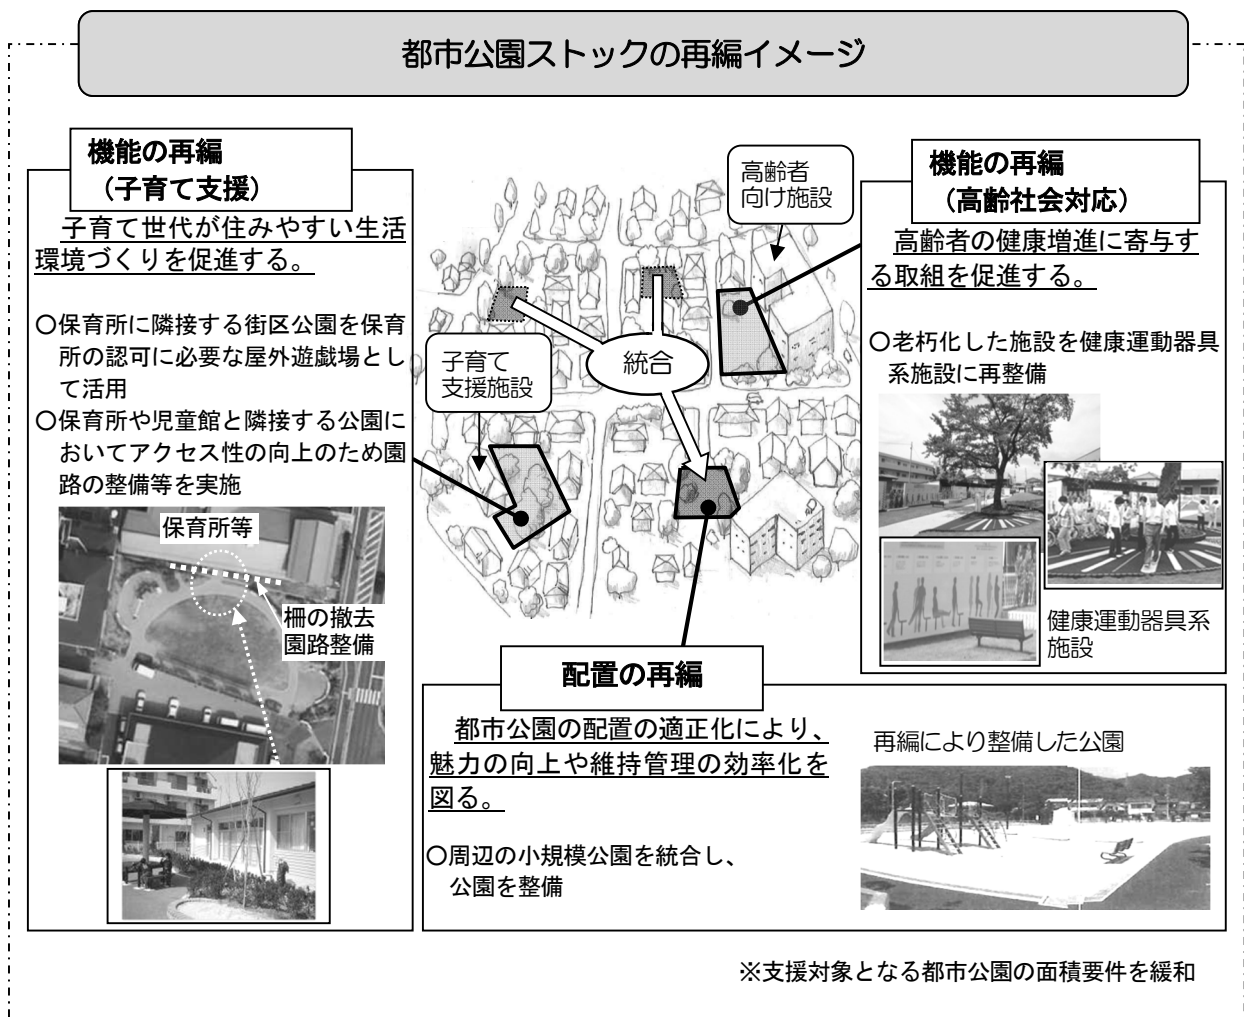 都市公園ストックの再編イメージ
機能の再編
（子育て支援）
子育て世代が住みやすい生活
環境づくりを促進する。
○保育所に隣接する街区公園を保育
所の認可に必要な屋外遊戯場とし
て活用
○保育所や児童館と隣接する公園に
おいてアクセス性の向上のため園
路の整備等を実施
保育所等
柵の撤去
園路整備
高齢者
向け施設
子育て
支援施設
統合
機能の再編
（高齢社会対応）
高齢者の健康増進に寄与す
る取組を促進する。
○老朽化した施設を健康運動器具
系施設に再整備
健康運動器具系
施設
配置の再編
都市公園の配置の適正化により、
魅力の向上や維持管理の効率化を
図る。
○周辺の小規模公園を統合し、
公園を整備
再編により整備した公園
※支援対象となる都市公園の面積要件を緩和